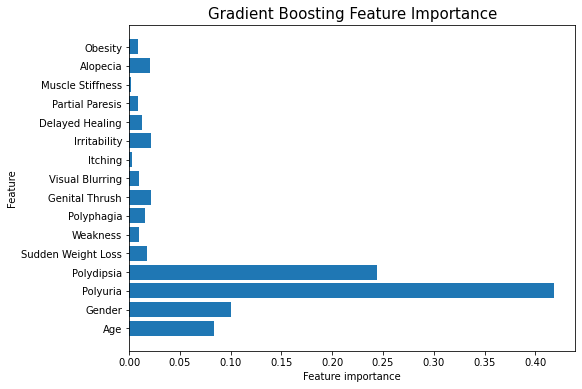 Gradient Boosting Feature Importance
Feature
Obesity
Alopecia
Muscle Stiffness
Partial Paresis
Delayed Healing
Irritability
Itching
Visual Blurring
Genital Thrush
Polyphagia
Weakness
Sudden Weight Loss
Polydipsia
Polyuria
Gender
Age
0.00 0.05 0.10 0.15 0.20 0.25 0.30 0.35 0.40
Feature importance